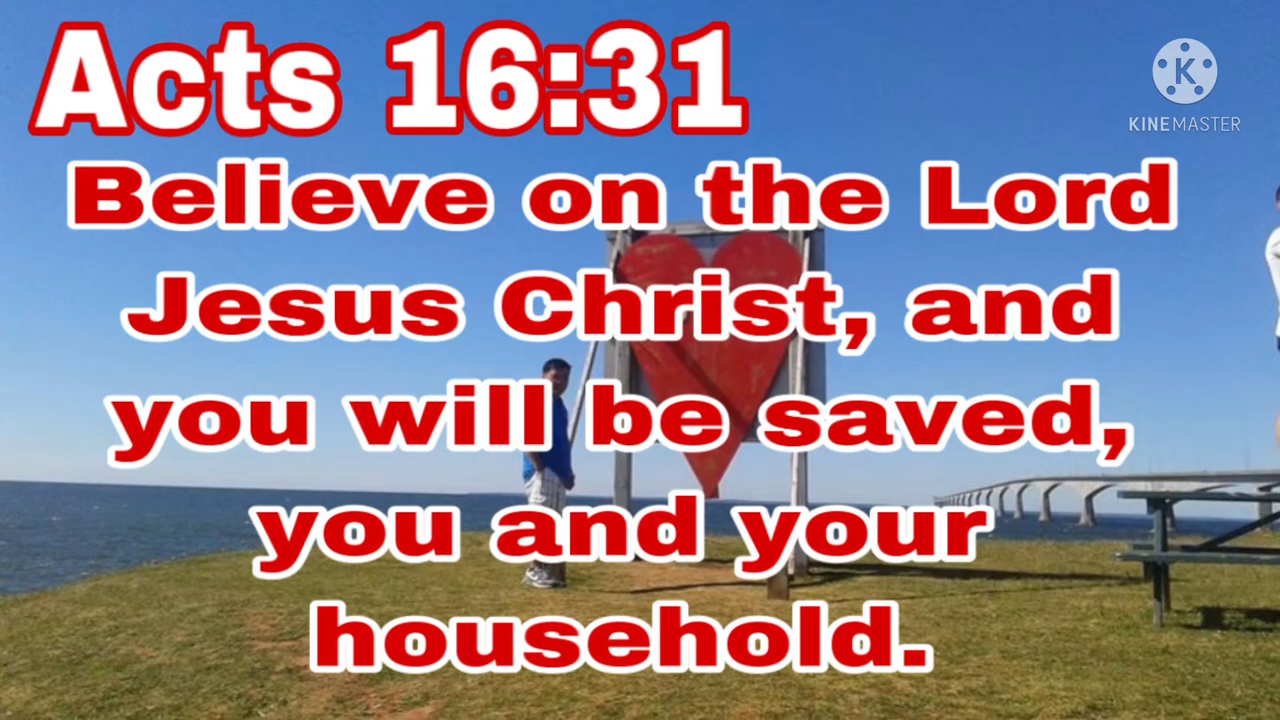 Acts 16:31
KINEMASTER
Believe on the Lord
Jesus Christ, and
you will be saved,
you and your
household.